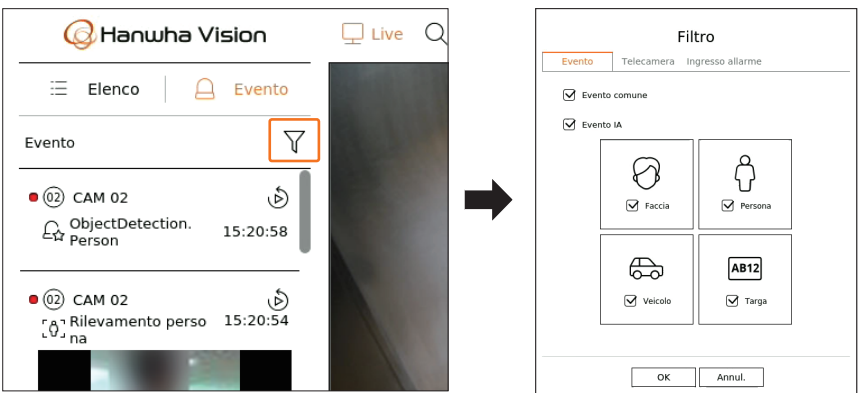 Hanwha Vision
Live
Elenco
Evento
Evento
02 CAM 02
ObjectDetection.
Person
15:20:58
02 CAM 02
Rilevamento perso
na
15:20:54
Filtro
Evento Telecamera Ingresso allarme
Evento comune
Evento IA
Faccia
Persona
AB12
Veicolo
Targa
OK
Annul.